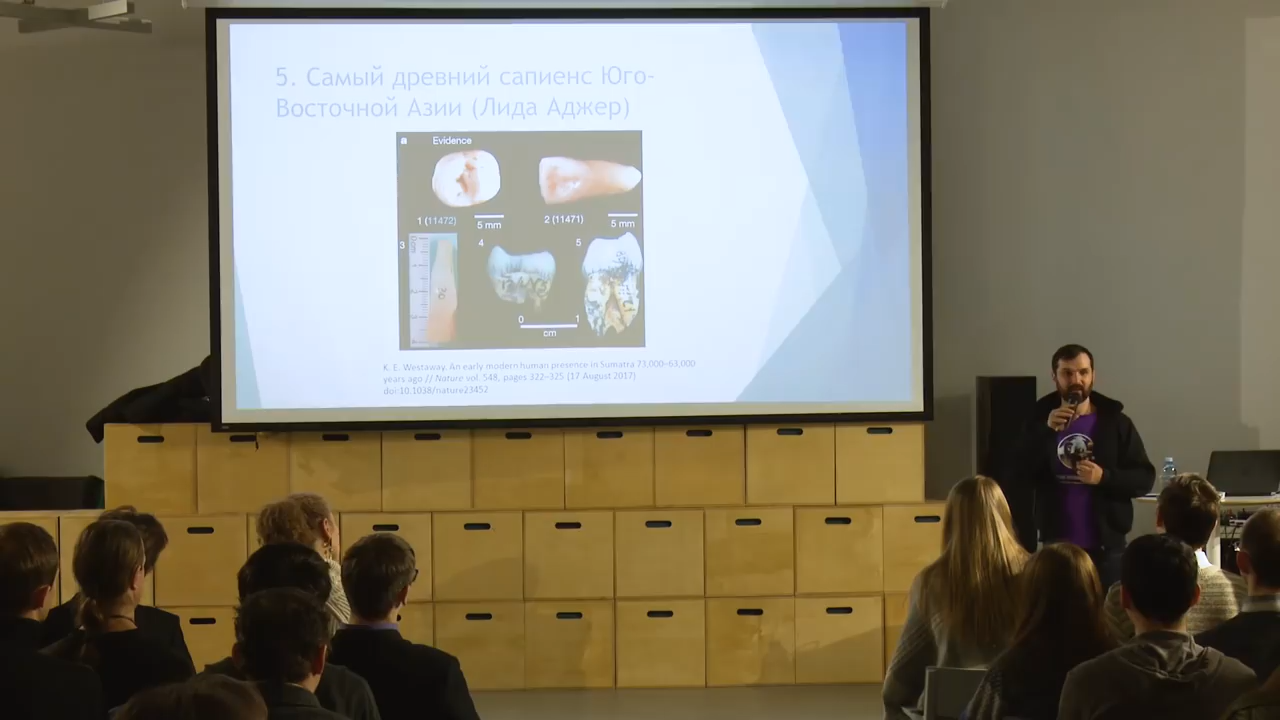 5. Самый древний сапиенс Юго-
Восточной Азии (Лида Аджер)
a Evidence
1 (11472) 5 mm 2 (11471) 5 mm
3 4 5
0 1
cm
K. E. Westaway. An early modern human presence in Sumatra 73,000–63,000
years ago // Nature vol. 548, pages 322–325 (17 August 2017)
doi:10.1038/nature23452